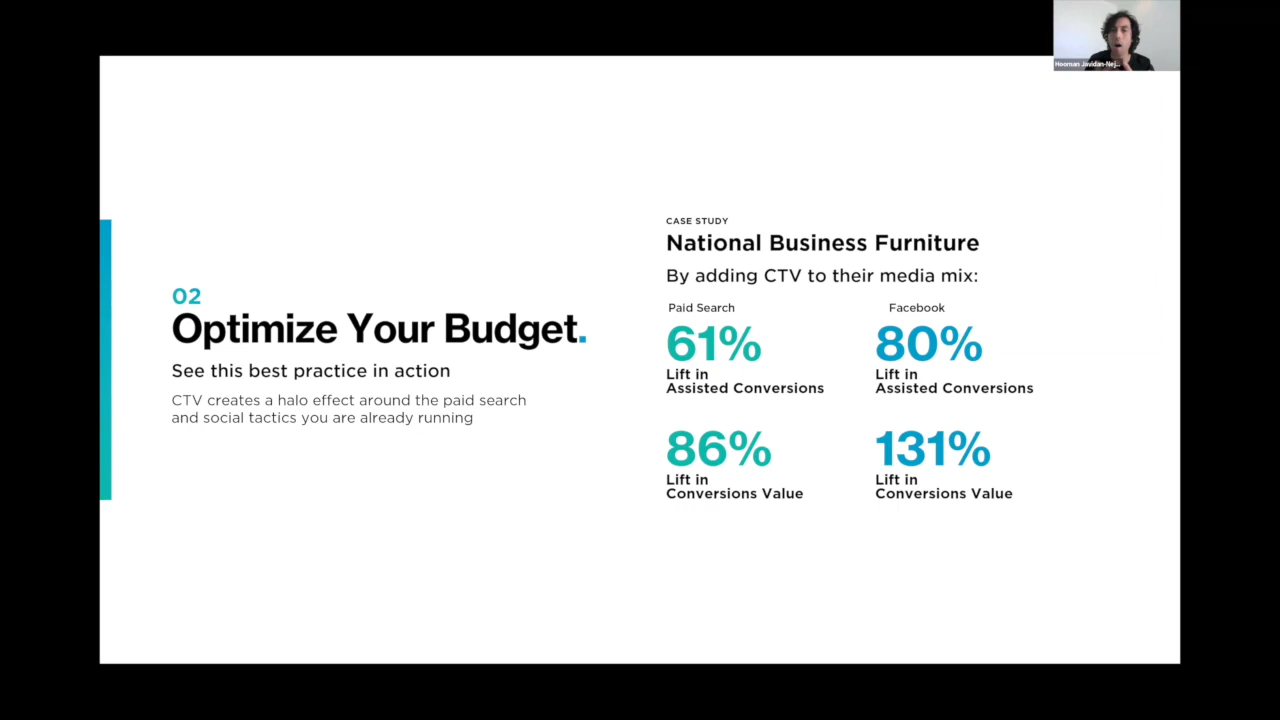 Hooman Javidan-Nej...
02
Optimize Your Budget.
See this best practice in action
CTV creates a halo effect around the paid search
and social tactics you are already running
CASE STUDY
National Business Furniture
By adding CTV to their media mix:
Paid Search
61%
Lift in
Assisted Conversions
86%
Lift in
Conversions Value
Facebook
80%
Lift in
Assisted Conversions
131%
Lift in
Conversions Value